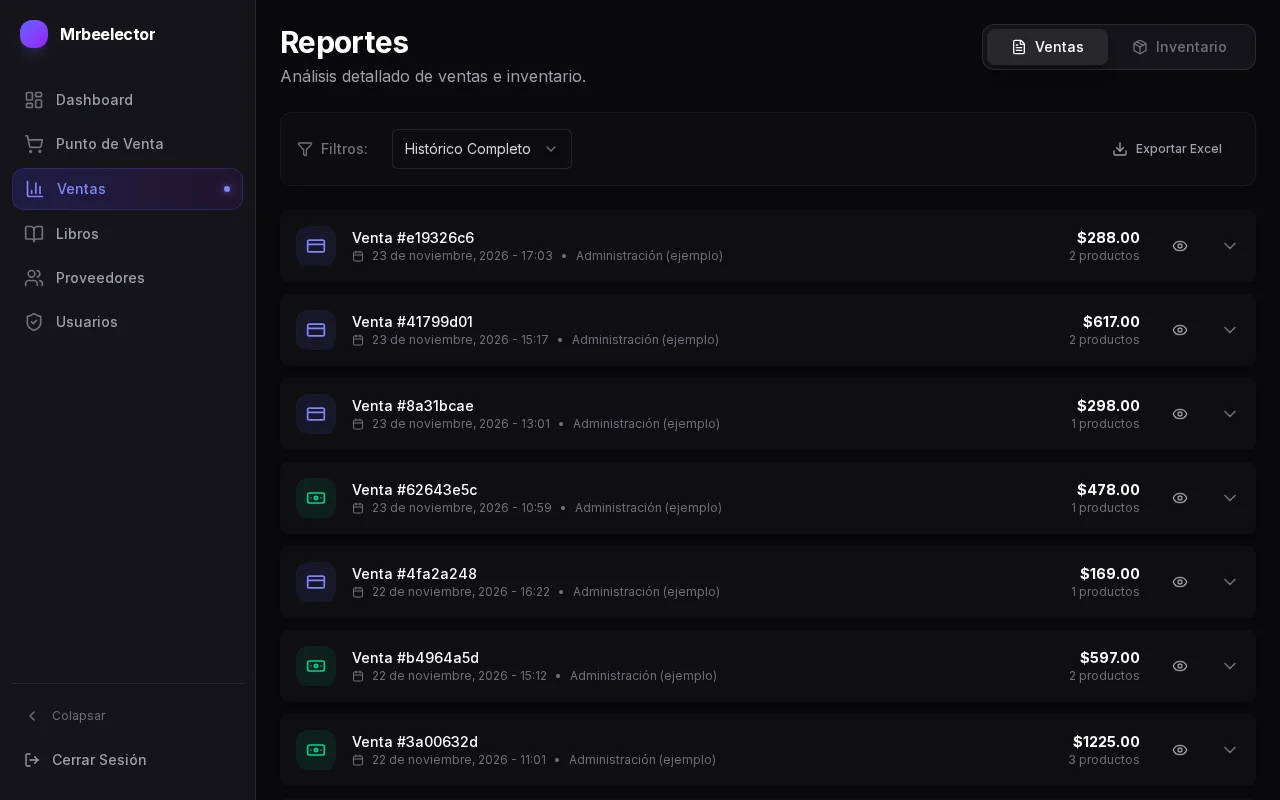 Mrbeelector
Dashboard
Punto de Venta
Ventas
Libros
Proveedores
Usuarios
Colapsar
Cerrar Sesión
Reportes
Análisis detallado de ventas e inventario.
Ventas
Inventario
Filtros:
Histórico Completo
Exportar Excel
Venta #e19326c6
23 de noviembre, 2026 - 17:03 • Administración (ejemplo)
$288.00
2 productos
Venta #41799d01
23 de noviembre, 2026 - 15:17 • Administración (ejemplo)
$617.00
2 productos
Venta #8a31bcae
23 de noviembre, 2026 - 13:01 • Administración (ejemplo)
$298.00
1 productos
Venta #62643e5c
23 de noviembre, 2026 - 10:59 • Administración (ejemplo)
$478.00
1 productos
Venta #4fa2a248
22 de noviembre, 2026 - 16:22 • Administración (ejemplo)
$169.00
1 productos
Venta #b4964a5d
22 de noviembre, 2026 - 15:12 • Administración (ejemplo)
$597.00
2 productos
Venta #3a00632d
22 de noviembre, 2026 - 11:01 • Administración (ejemplo)
$1225.00
3 productos